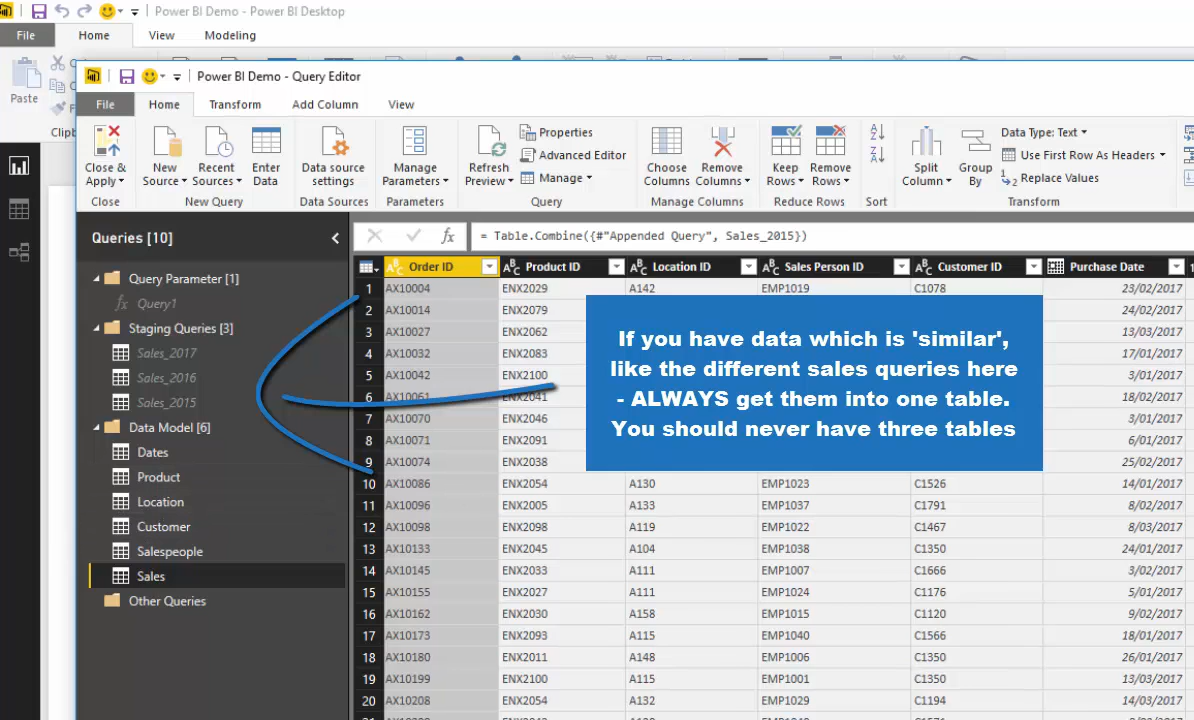 Power BI Demo - Power BI Desktop
File Home View Modeling
Paste
Clipb
Power BI Demo - Query Editor
File Home Transform Add Column View
Close & Apply
New Source
Recent Sources
Enter Data
Data source settings
Manage Parameters
Refresh Preview
Properties
Advanced Editor
Manage
Choose Columns
Remove Columns
Keep Rows
Remove Rows
Split Column
Group By
Data Type: Text
Use First Row As Headers
Replace Values
Close New Query Data Sources Parameters Query Manage Columns Reduce Rows Sort Transform
Queries [10]
Query Parameter [1]
Query1
Staging Queries [3]
Sales_2017
Sales_2016
Sales_2015
Data Model [6]
Dates
Product
Location
Customer
Salespeople
Sales
Other Queries
fx = Table.Combine({#"Appended Query", Sales_2015})
Order ID Product ID Location ID Sales Person ID Customer ID Purchase Date
1 AX10004 ENX2029 A142 EMP1019 C1078 23/02/2017
2 AX10014 ENX2079 24/02/2017
3 AX10027 ENX2062 13/03/2017
4 AX10032 ENX2083 17/01/2017
5 AX10042 ENX2100 3/01/2017
6 AX10061 ENX2041 18/02/2017
7 AX10070 ENX2046 3/01/2017
8 AX10071 ENX2091 6/01/2017
9 AX10074 ENX2038 25/02/2017
10 AX10086 ENX2054 A130 EMP1023 C1526 14/01/2017
11 AX10096 ENX2005 A133 EMP1037 C1791 8/02/2017
12 AX10098 ENX2098 A119 EMP1022 C1467 8/03/2017
13 AX10133 ENX2045 A104 EMP1038 C1350 24/01/2017
14 AX10145 ENX2033 A111 EMP1007 C1666 3/02/2017
15 AX10155 ENX2027 A111 EMP1024 C1176 5/01/2017
16 AX10162 ENX2030 A158 EMP1015 C1120 9/02/2017
17 AX10173 ENX2093 A115 EMP1040 C1566 18/01/2017
18 AX10180 ENX2011 A148 EMP1006 C1350 26/01/2017
19 AX10199 ENX2100 A115 EMP1001 C1350 13/03/2017
20 AX10208 ENX2054 A132 EMP1029 C1194 14/03/2017
If you have data which is 'similar',
like the different sales queries here
- ALWAYS get them into one table.
You should never have three tables